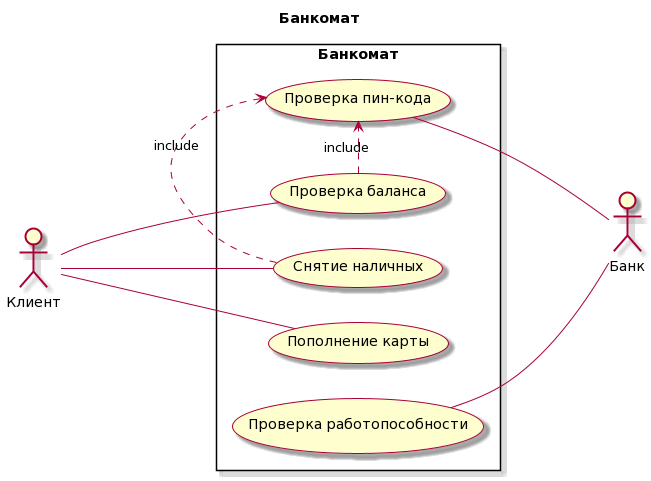 Банкомат
Банкомат
Проверка пин-кода
include
include
Проверка баланса
Снятие наличных
Клиент
Банк
Пополнение карты
Проверка работопособности